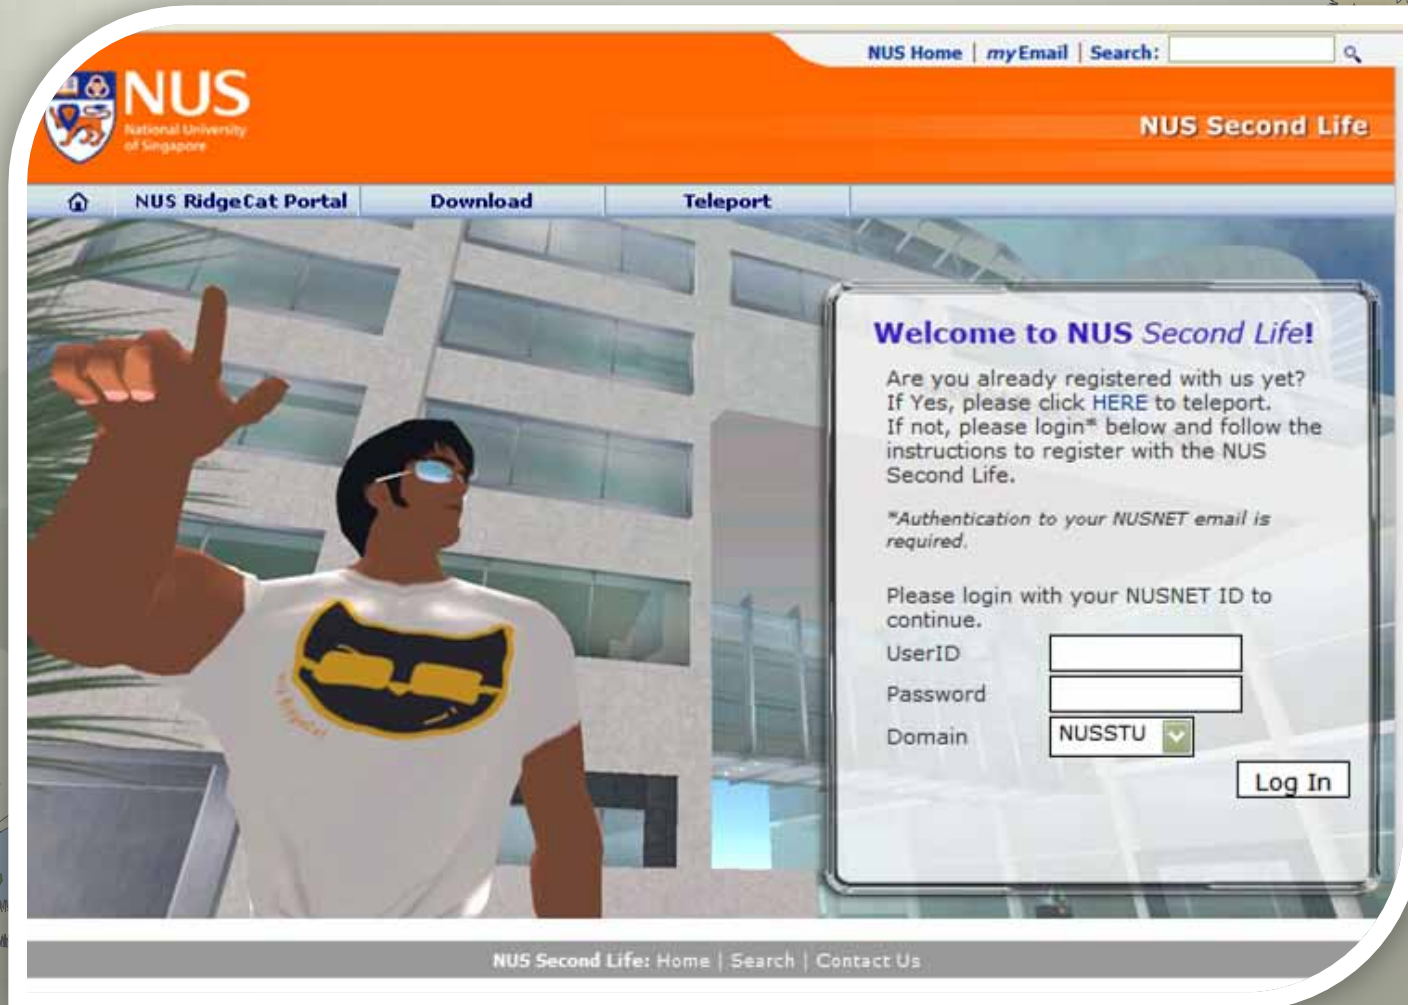 NUS Home | myEmail | Search:
NUS
National University
of Singapore
NUS Second Life
NUS RidgeCat Portal
Download
Teleport
Welcome to NUS Second Life!
Are you already registered with us yet?
If Yes, please click HERE to teleport.
If not, please login* below and follow the
instructions to register with the NUS
Second Life.
*Authentication to your NUSNET email is
required.
Please login with your NUSNET ID to
continue.
UserID
Password
Domain NUSSTU
Log In
NUS Second Life: Home | Search | Contact Us